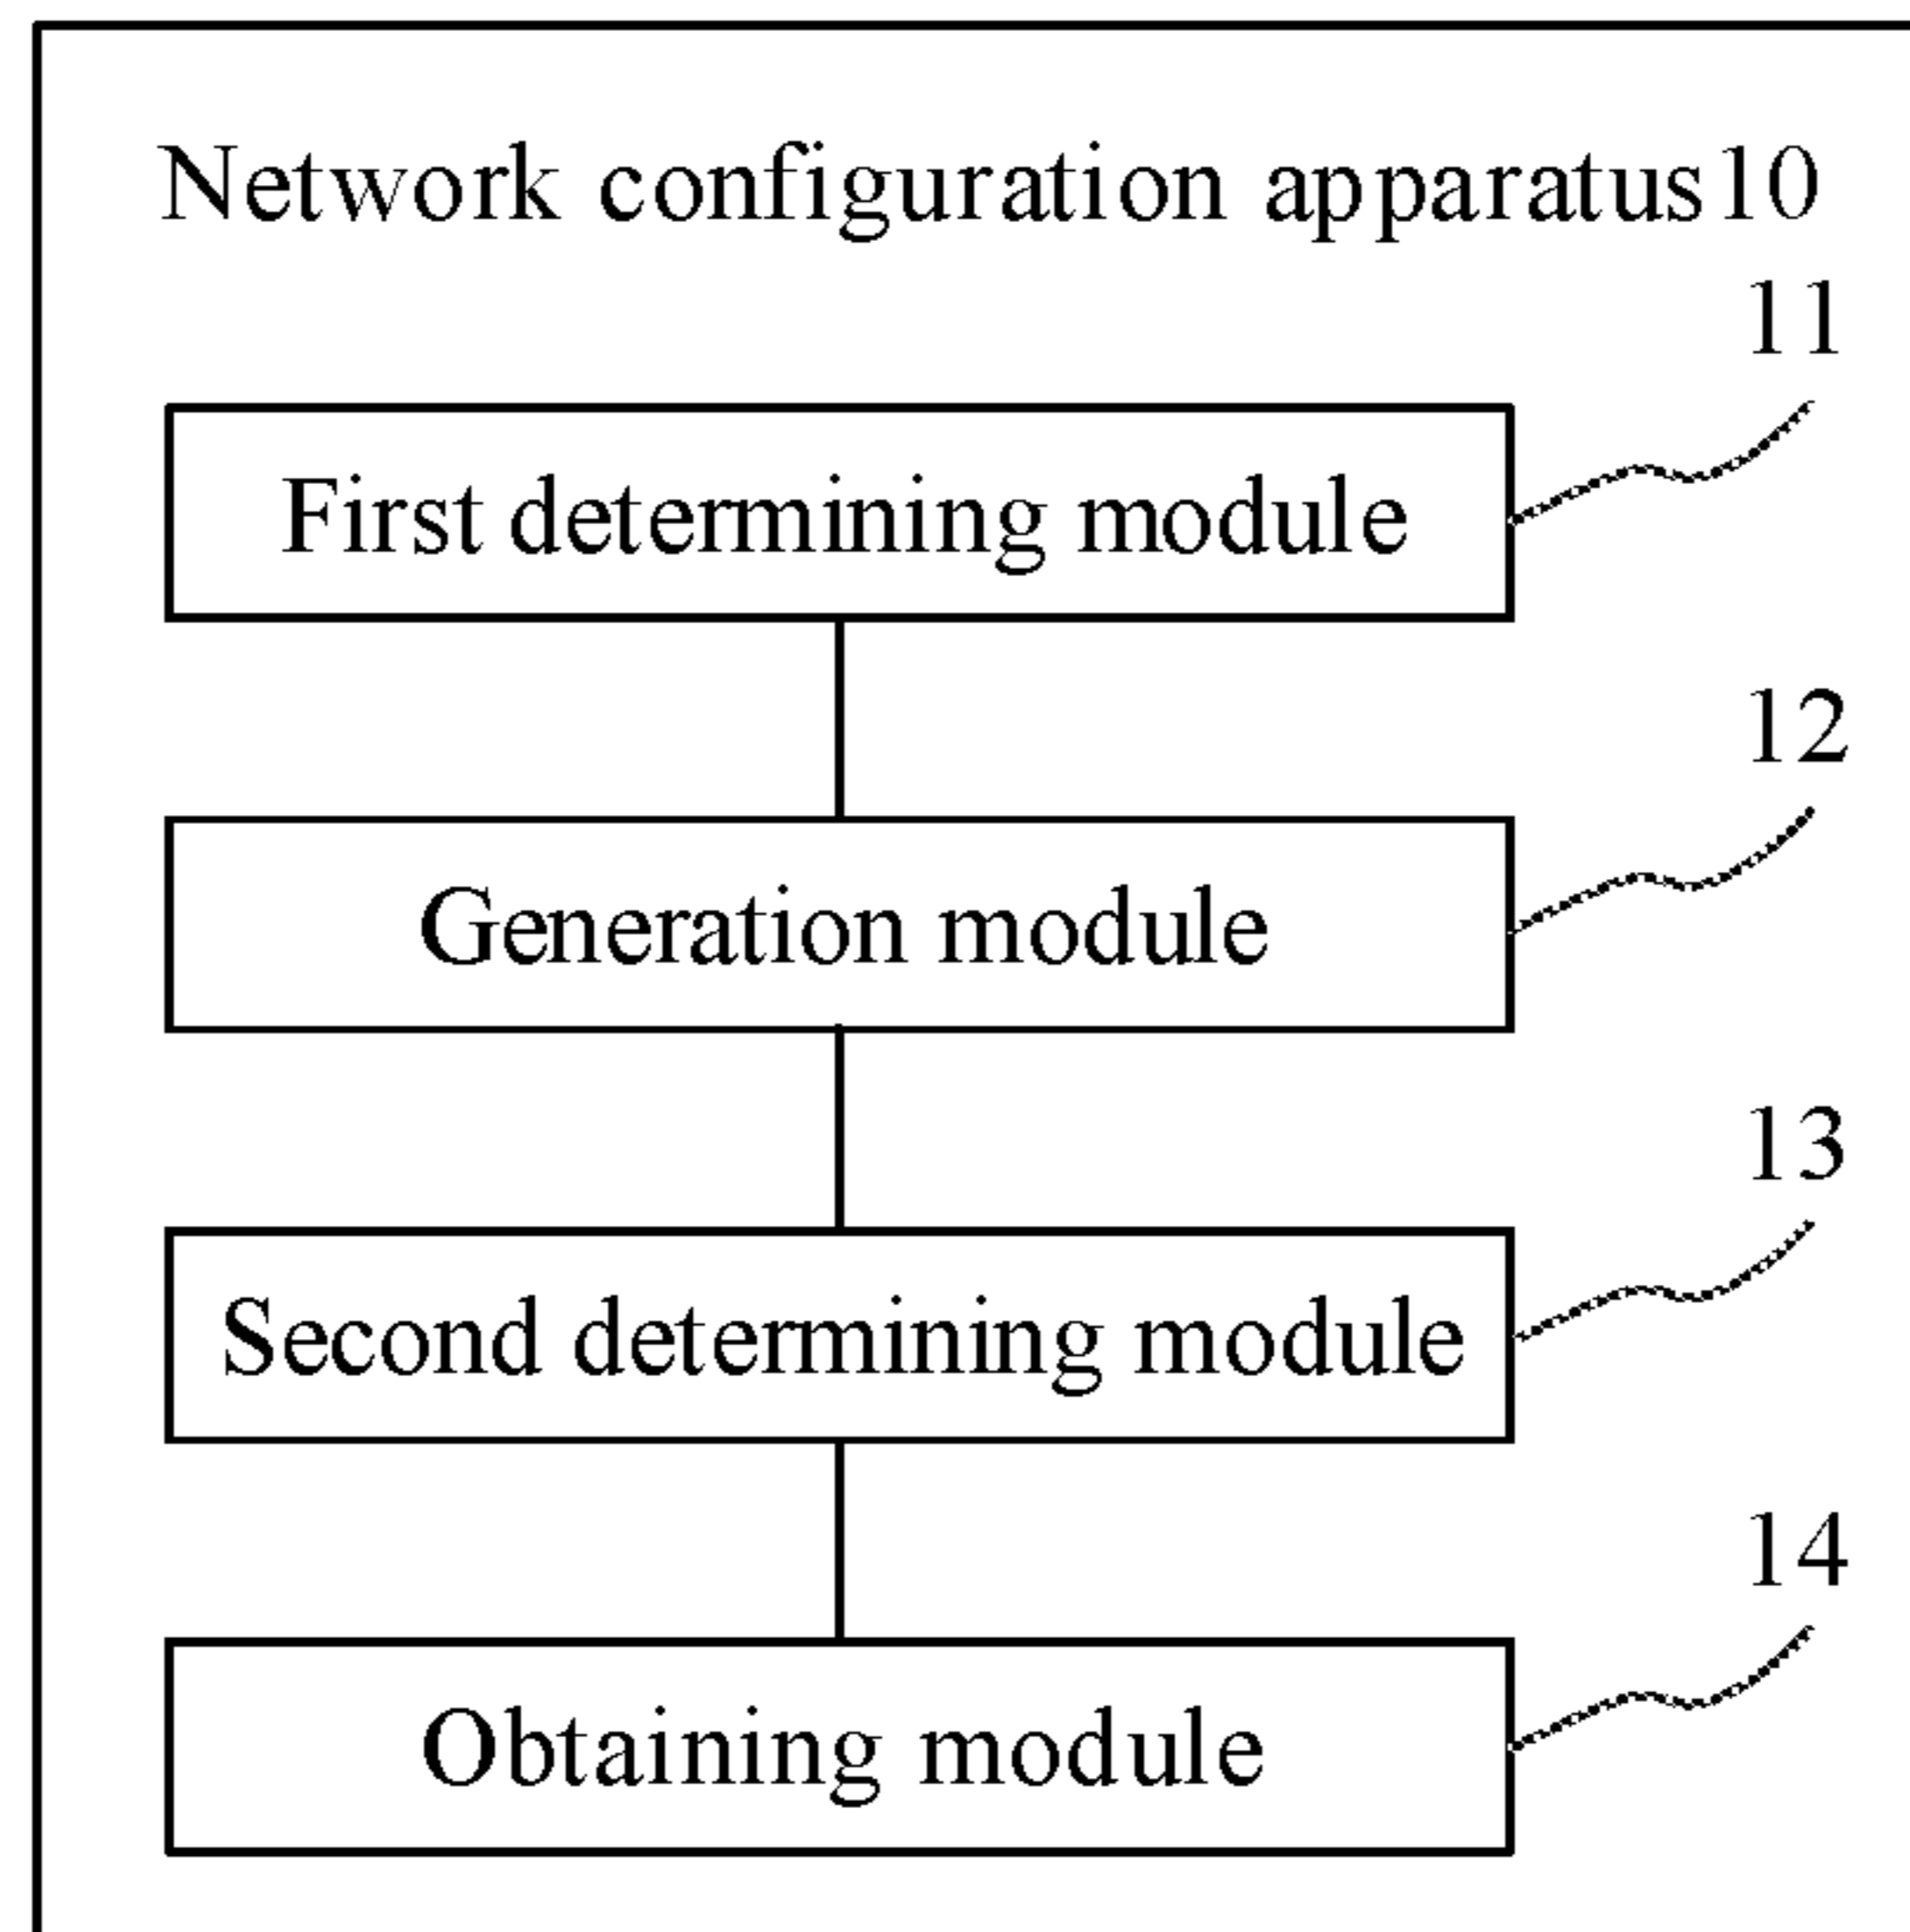 Network configuration apparatus10
11
First determining module
12
Generation module
13
Second determining module
14
Obtaining module